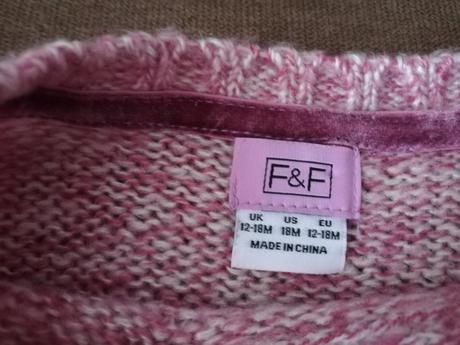 F&F
UK US EU
12-18M 18M 12-18M
MADE IN CHINA